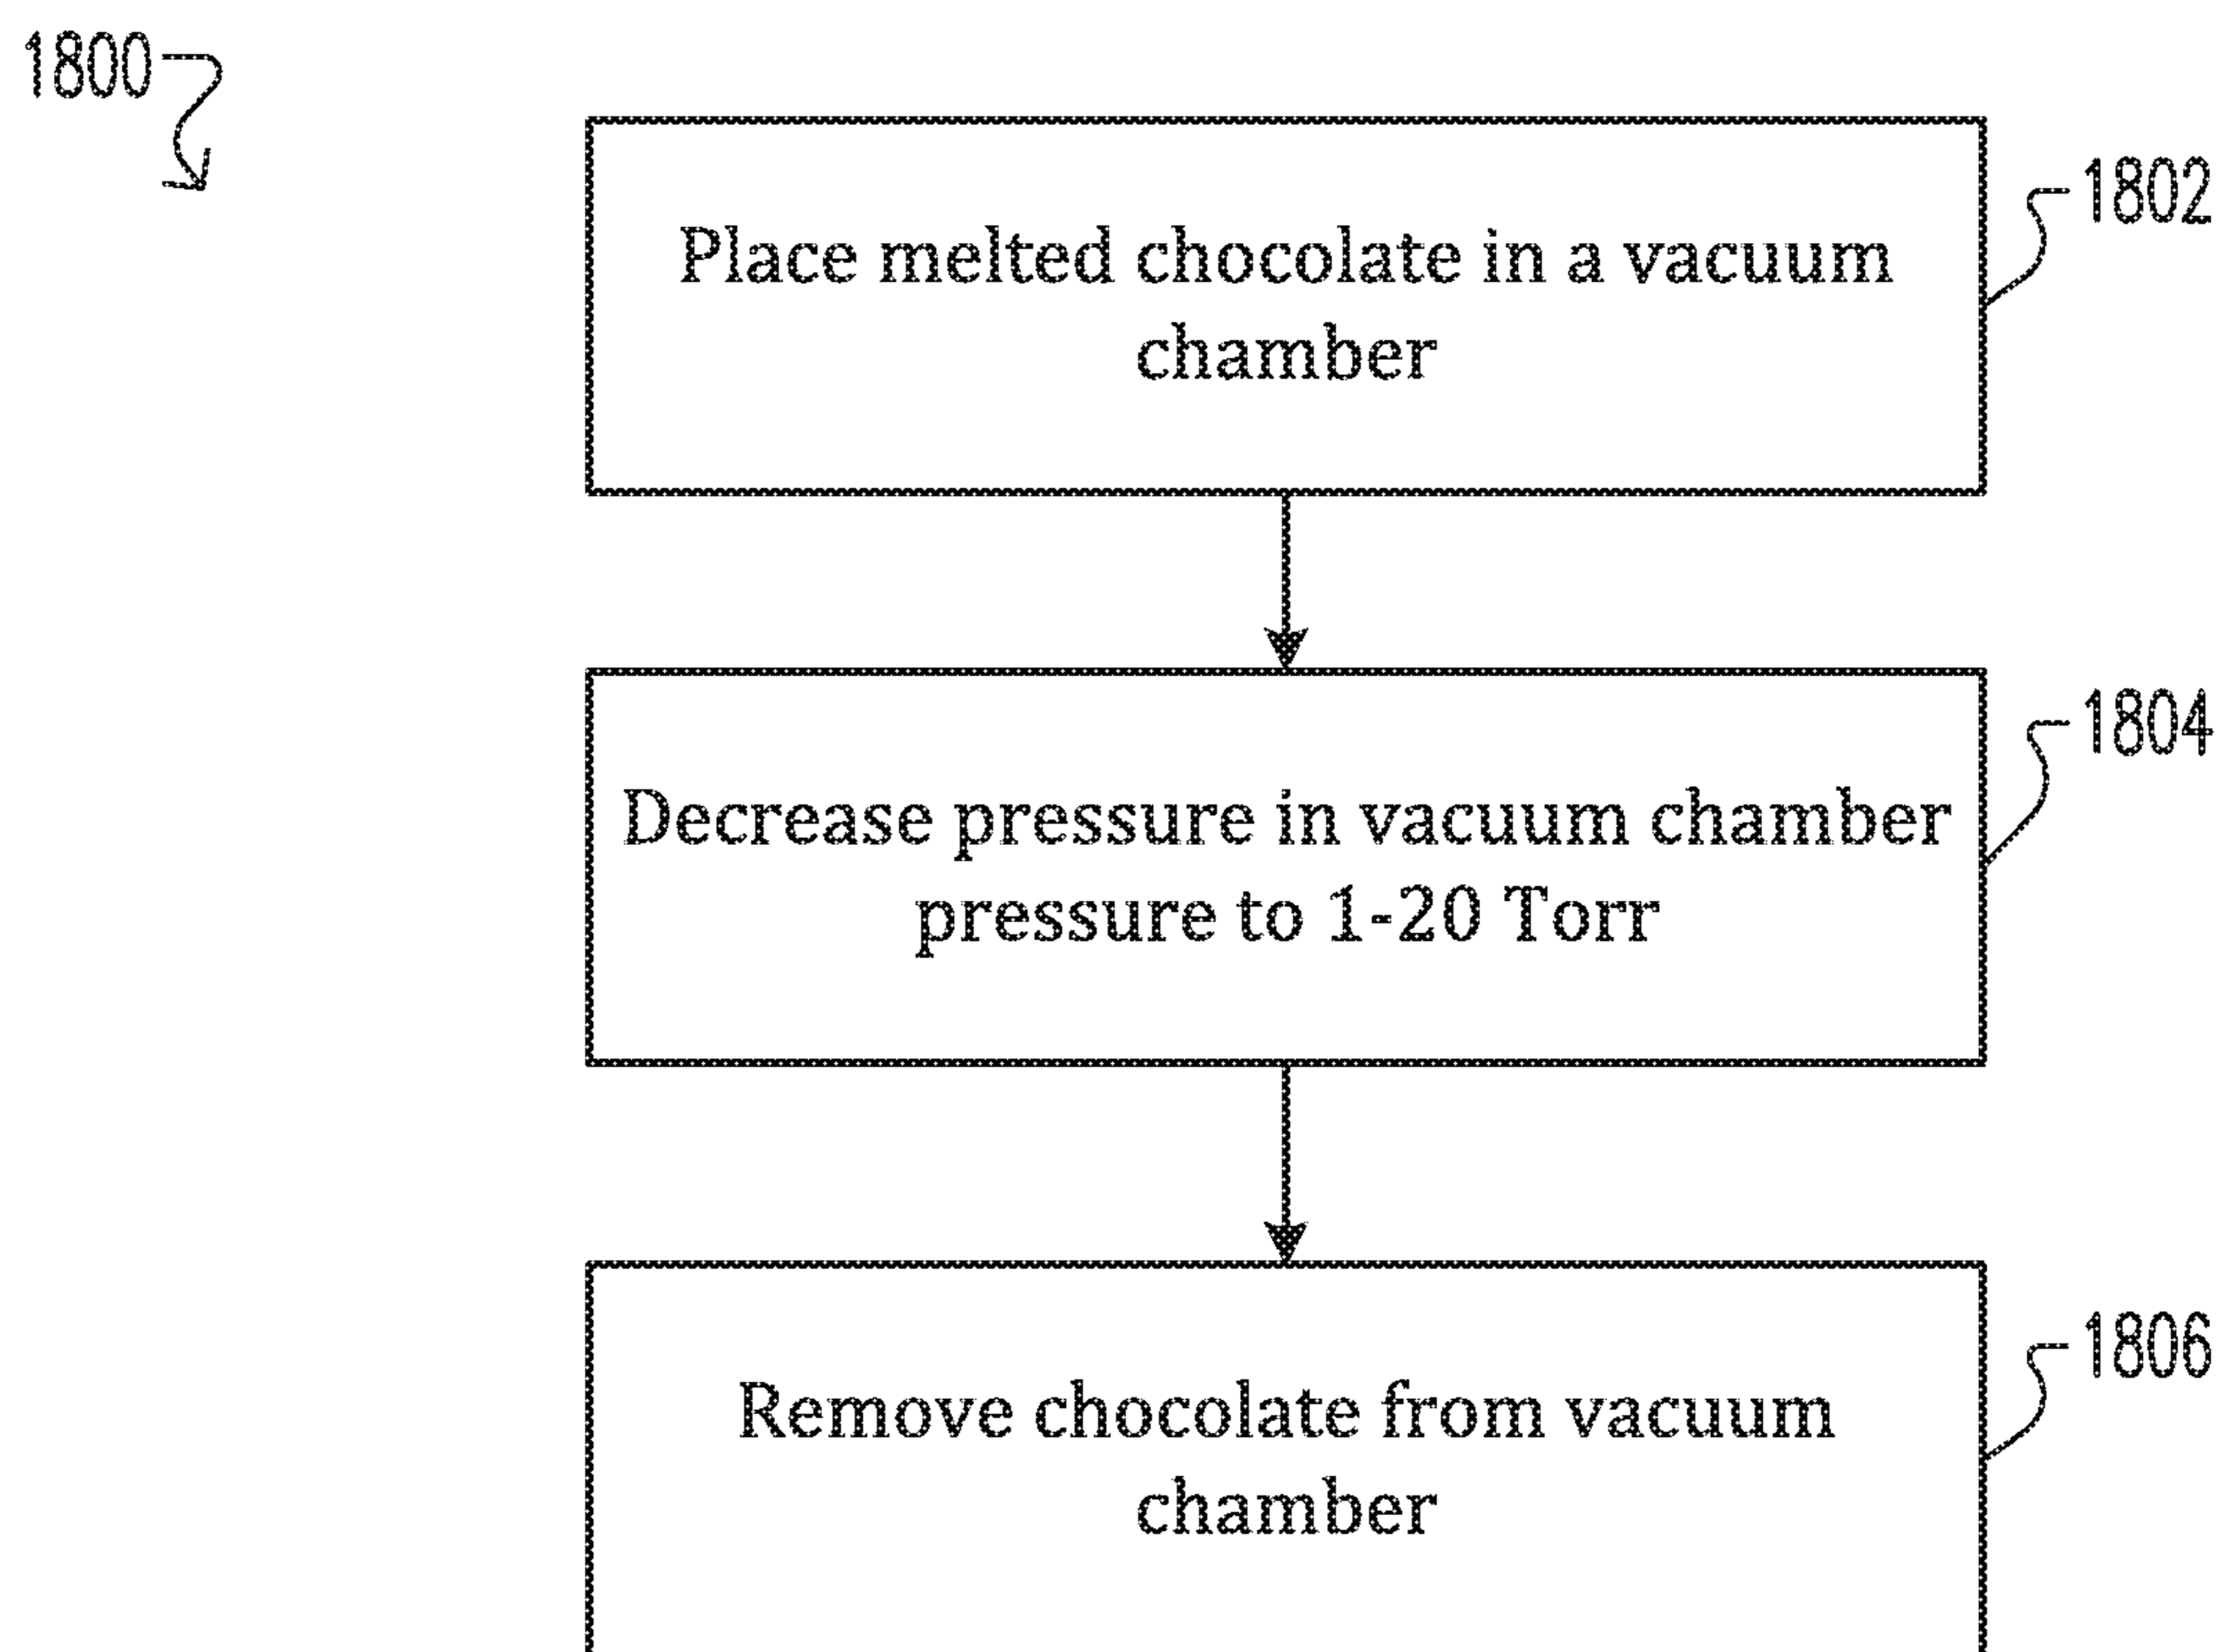 1800
Place melted chocolate in a vacuum
chamber
1802
Decrease pressure in vacuum chamber
pressure to 1-20 Torr
1804
Remove chocolate from vacuum
chamber
1806